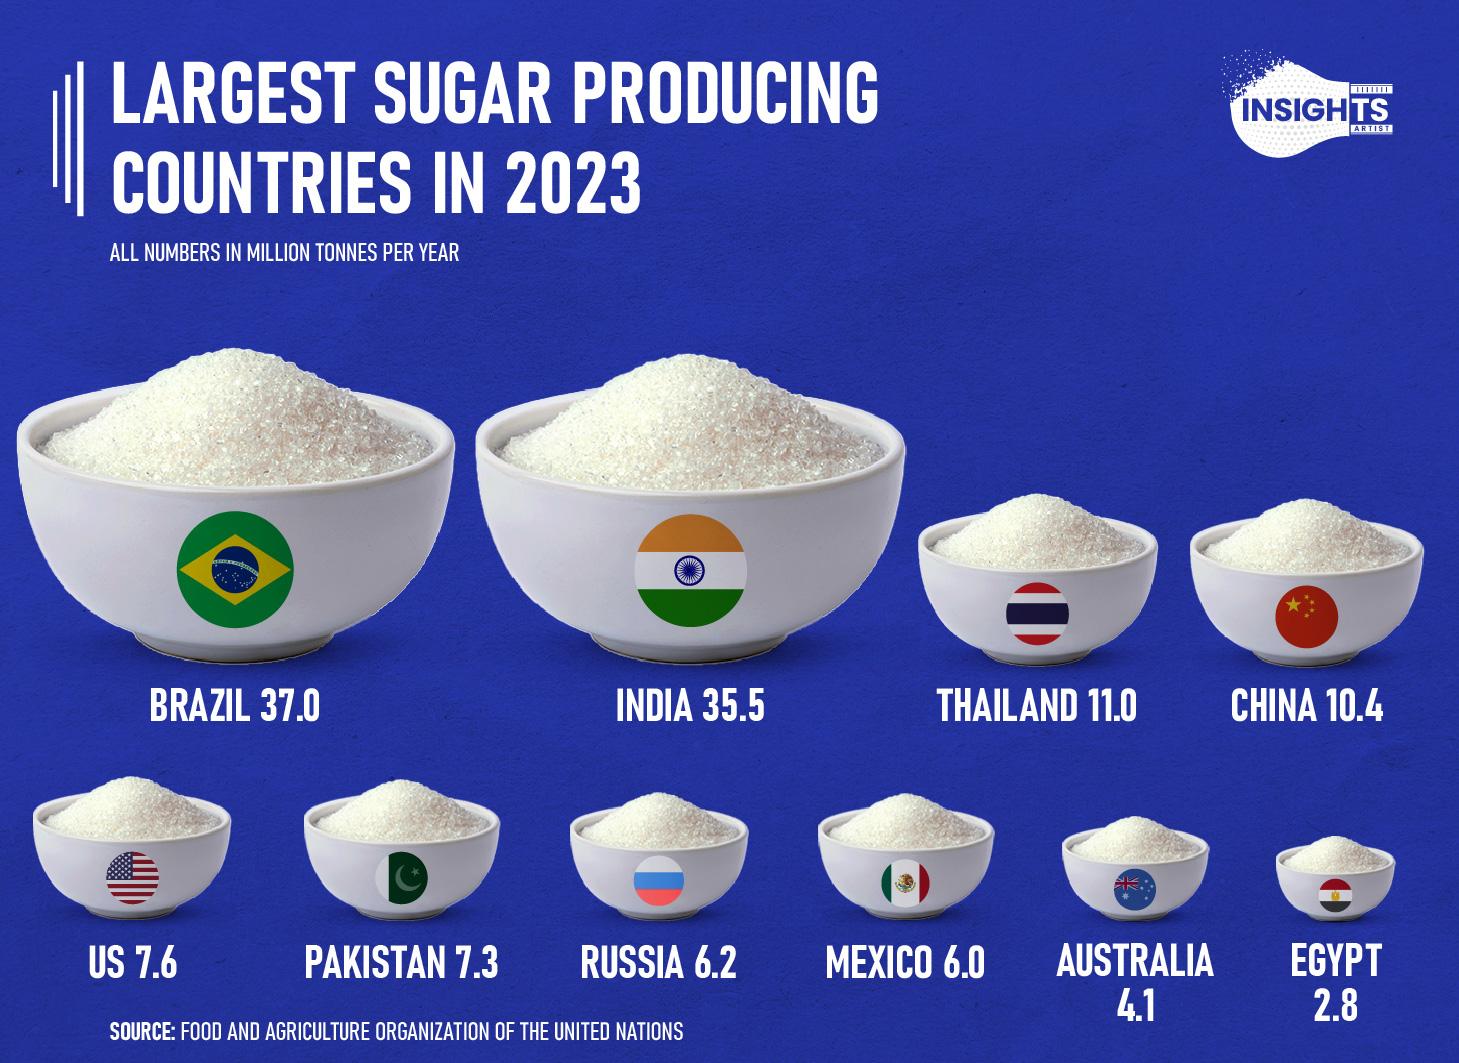 LARGEST SUGAR PRODUCING
COUNTRIES IN 2023
ALL NUMBERS IN MILLION TONNES PER YEAR
INSIGHTS
ARTIST
BRAZIL 37.0
INDIA 35.5
THAILAND 11.0
CHINA 10.4
US 7.6
PAKISTAN 7.3
RUSSIA 6.2
MEXICO 6.0
AUSTRALIA
4.1
EGYPT
2.8
SOURCE: FOOD AND AGRICULTURE ORGANIZATION OF THE UNITED NATIONS